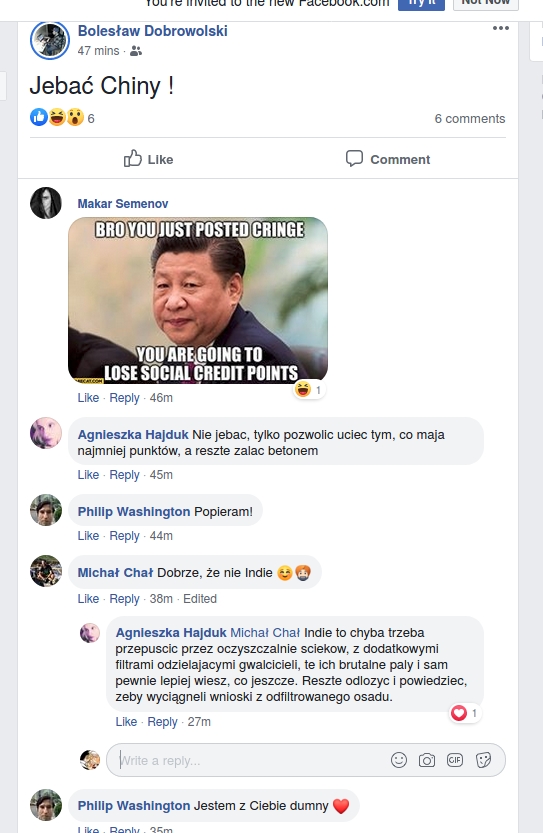 You're invited to the new Facebook.com Try It Not Now
Bolesław Dobrowolski
47 mins ·
Jebać Chiny !
6
6 comments
Like Comment
Makar Semenov
BRO YOU JUST POSTED CRINGE
YOU ARE GOING TO
LOSE SOCIAL CREDIT POINTS
1
Like · Reply · 46m
Agnieszka Hajduk Nie jebac, tylko pozwolic uciec tym, co maja
najmniej punktów, a reszte zalac betonem
Like · Reply · 45m
Philip Washington Popieram!
Like · Reply · 44m
Michał Chał Dobrze, że nie Indie 😊
Like · Reply · 38m · Edited
Agnieszka Hajduk Michał Chał Indie to chyba trzeba
przepuscic przez oczyszczalnie sciekow, z dodatkowymi
filtrami odzielajacymi gwalcicieli, te ich brutalne paly i sam
pewnie lepiej wiesz, co jeszcze. Reszte odlozyc i powiedziec,
zeby wyciągneli wnioski z odfiltrowanego osadu.
1
Like · Reply · 27m
Write a reply...
GIF
Philip Washington Jestem z Ciebie dumny ❤️
Like · Reply · 35m